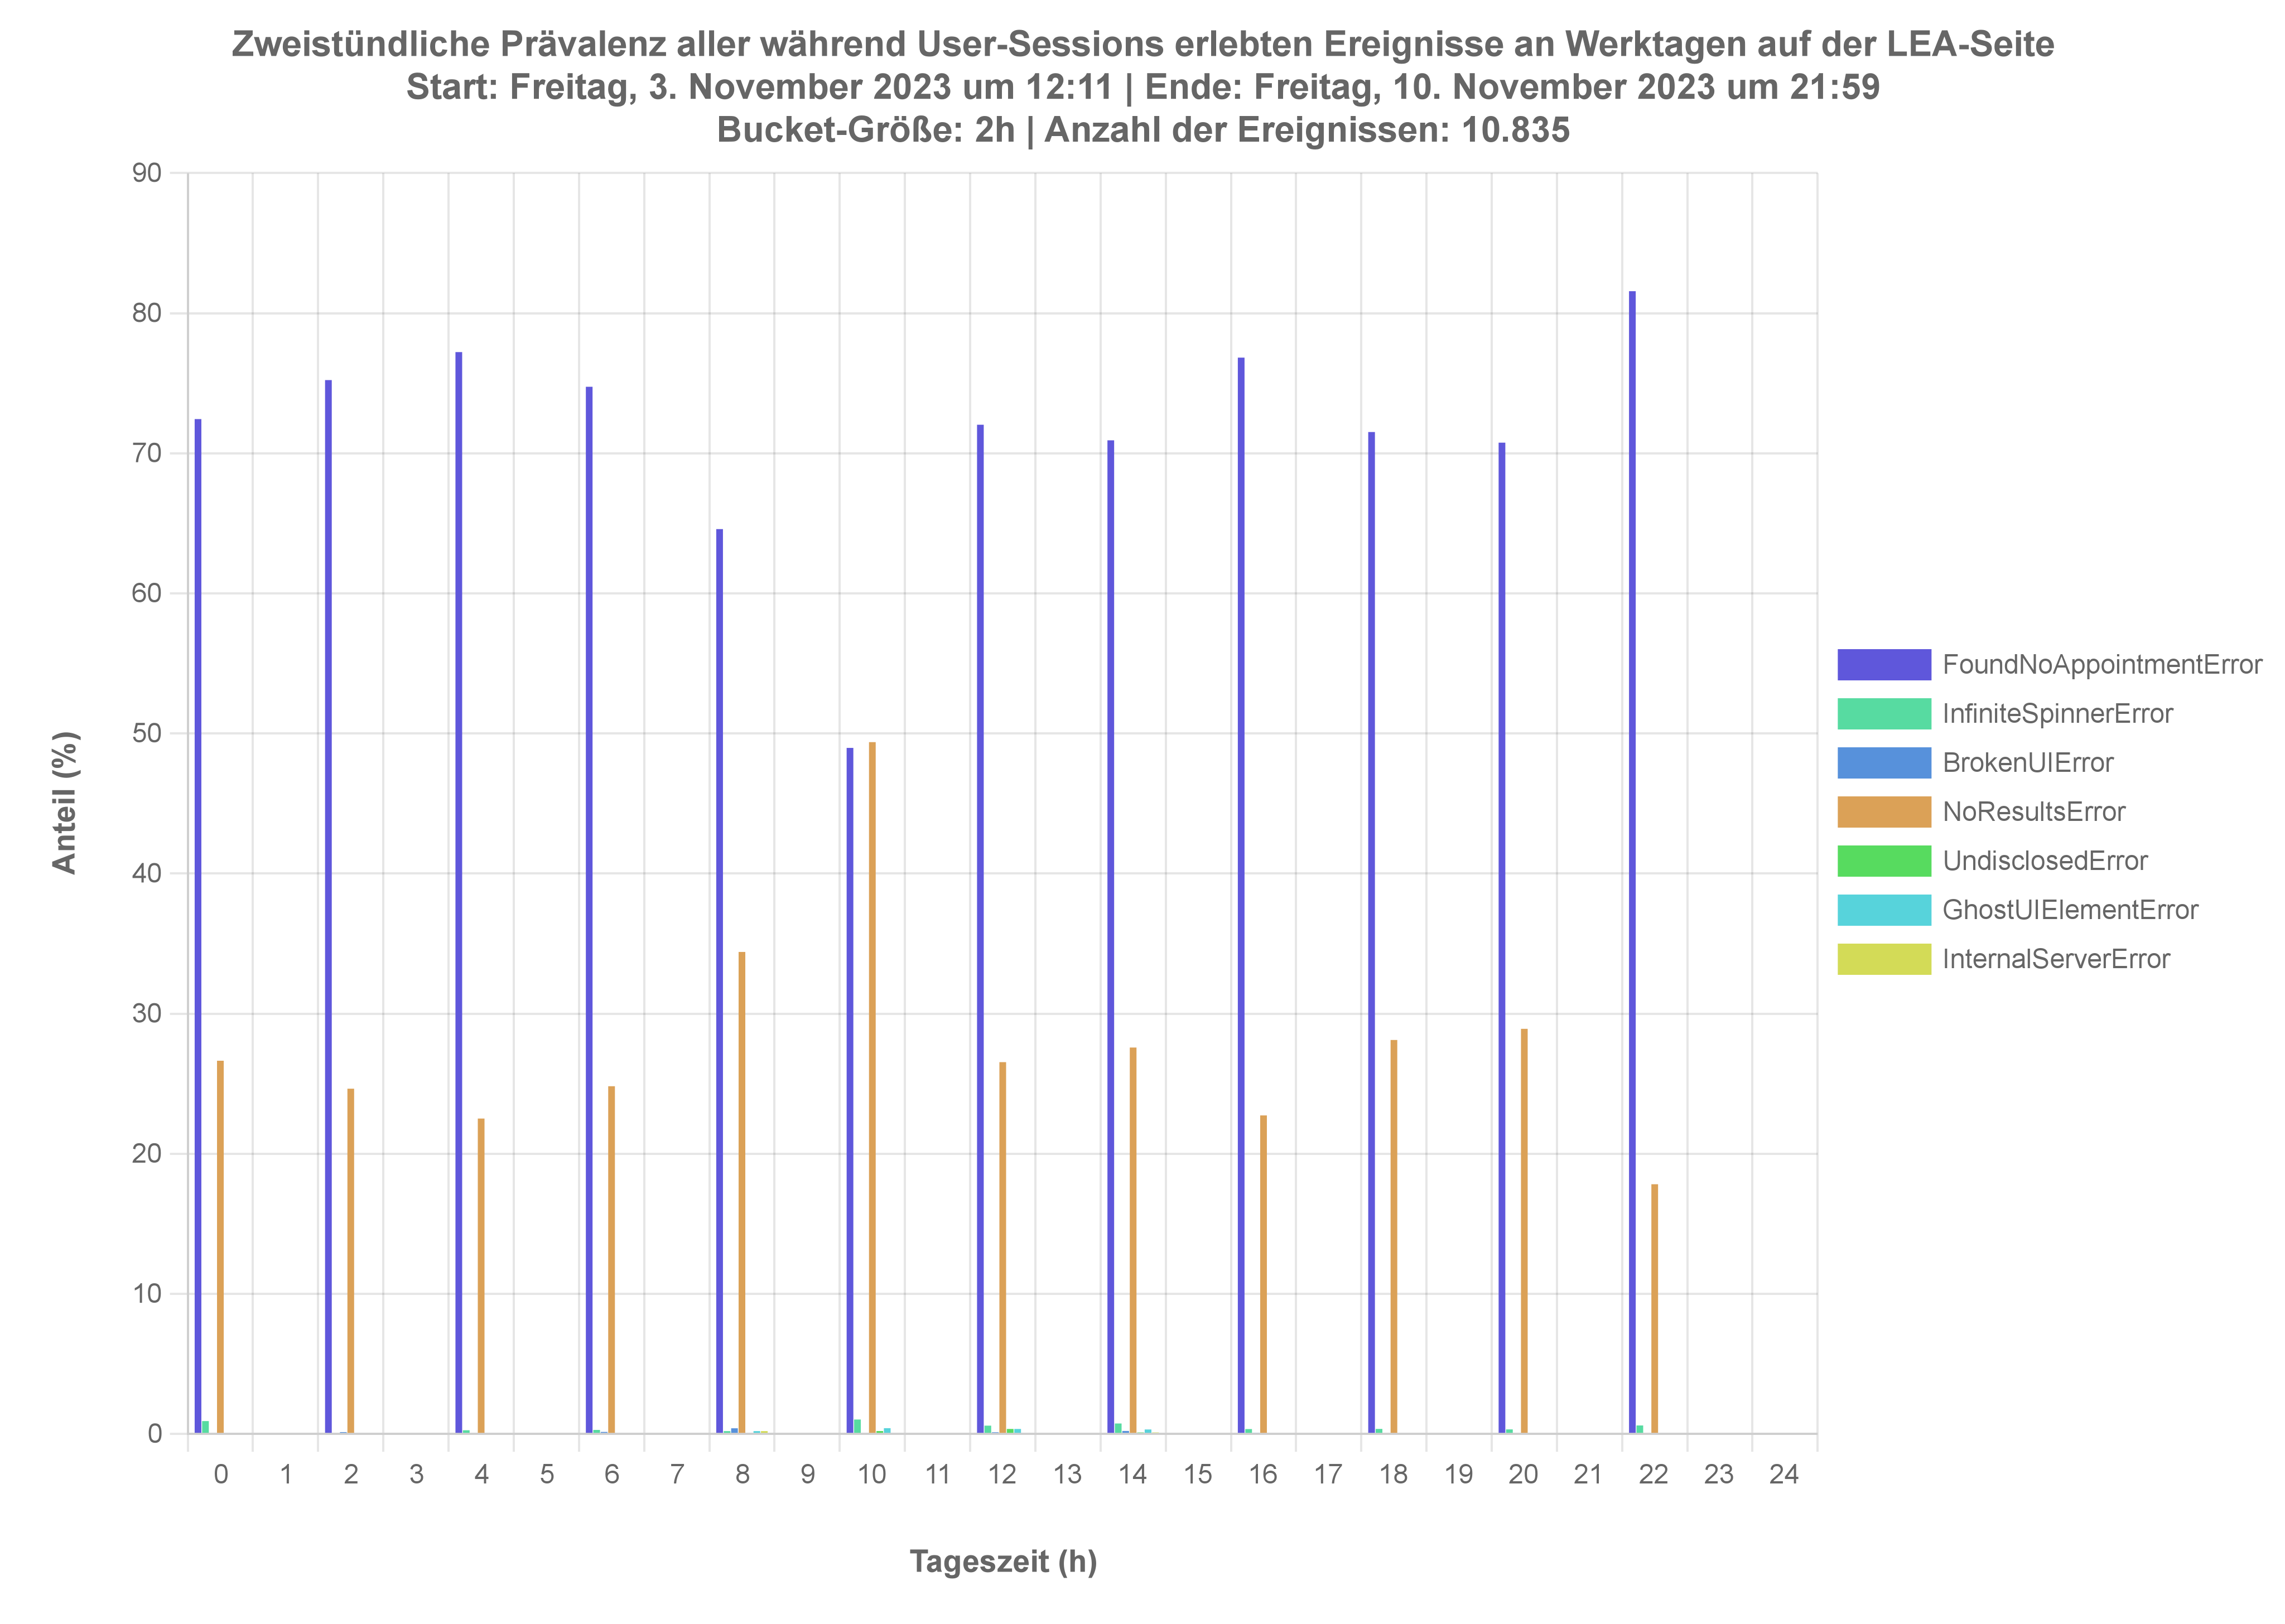 Zweistündliche Prävalenz aller während User-Sessions erlebten Ereignisse an Werktagen auf der LEA-Seite
Start: Freitag, 3. November 2023 um 12:11 | Ende: Freitag, 10. November 2023 um 21:59
Bucket-Größe: 2h | Anzahl der Ereignissen: 10.835
90
80
70
60
50
40
30
20
10
0
Anteil (%)
0 1 2 3 4 5 6 7 8 9 10 11 12 13 14 15 16 17 18 19 20 21 22 23 24
Tageszeit (h)
FoundNoAppointmentError
InfiniteSpinnerError
BrokenUIError
NoResultsError
UndisclosedError
GhostUIElementError
InternalServerError